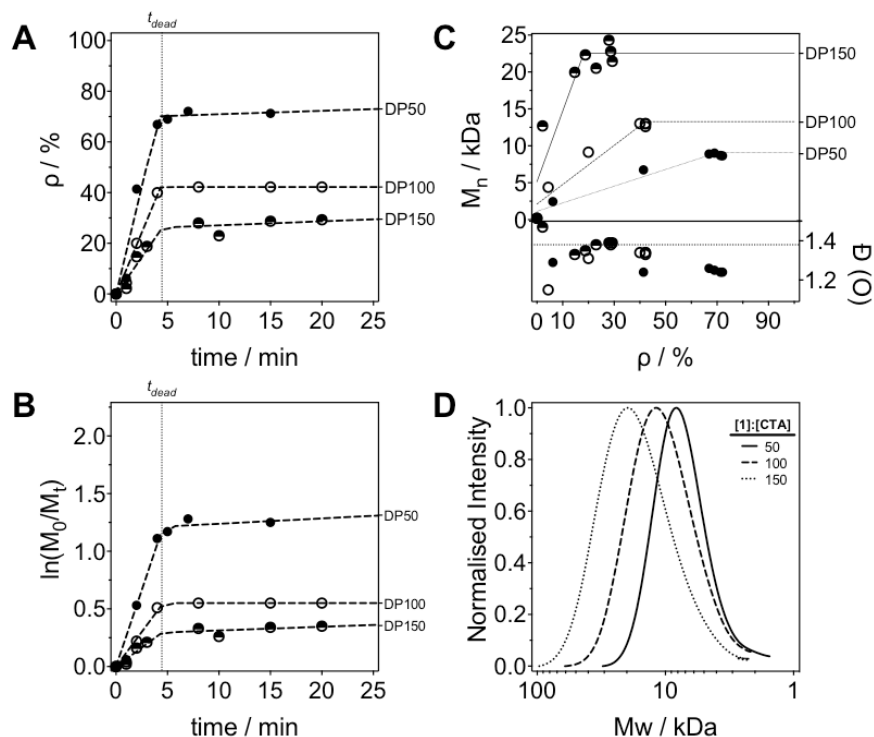 A
t_dead
100
80
60
40
20
0
ρ / %
DP50
DP100
DP150
0 5 10 15 20 25
time / min
C
25
20
15
10
5
0
M_n / kDa
DP150
DP100
DP50
1.4
1.2
Đ (O)
0 10 30 50 70 90
ρ / %
B
t_dead
2.0
1.5
1.0
0.5
0.0
ln(M_0/M_t)
DP50
DP100
DP150
0 5 10 15 20 25
time / min
D
1.0
0.8
0.6
0.4
0.2
0.0
Normalised Intensity
[1]:[CTA]
50
100
150
100 10 1
Mw / kDa